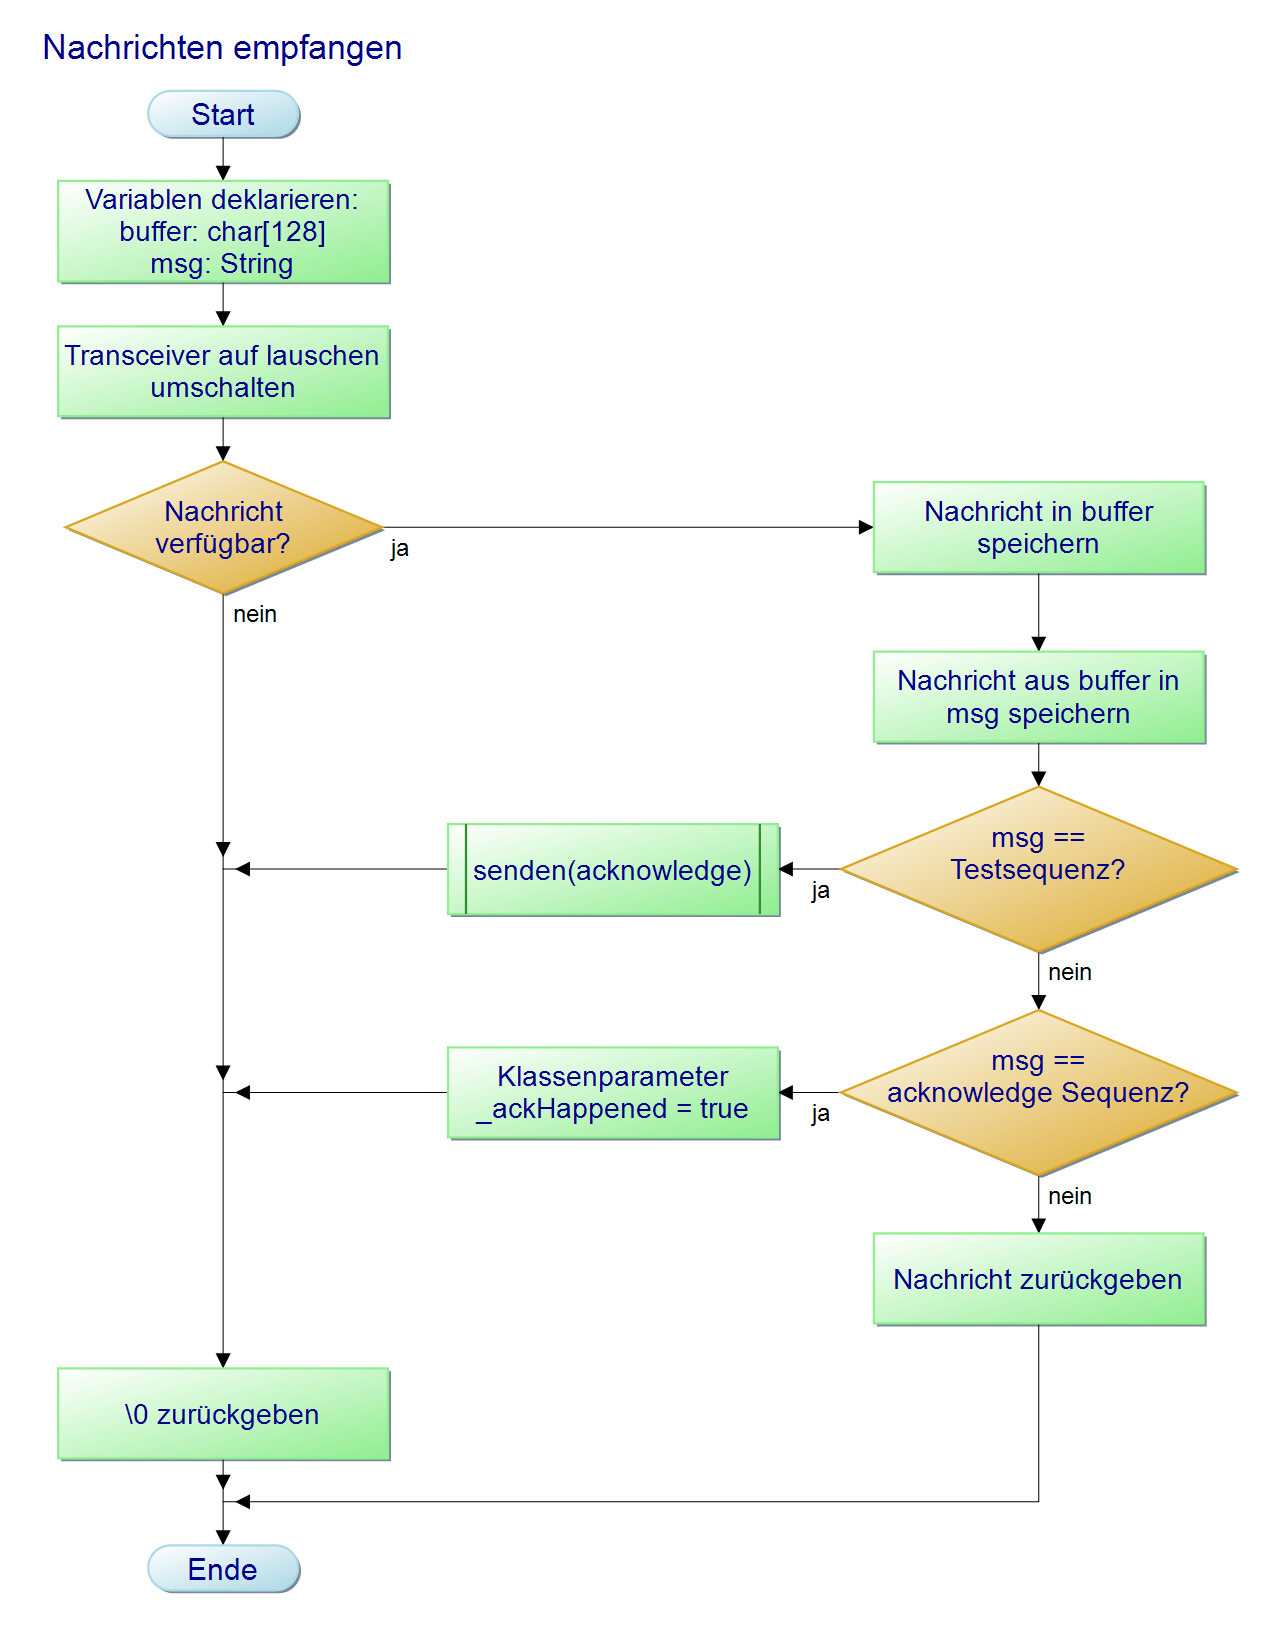 Nachrichten empfangen
Start
Variablen deklarieren:
buffer: char[128]
msg: String
Transceiver auf lauschen
umschalten
Nachricht
verfügbar?
ja
nein
Nachricht in buffer
speichern
Nachricht aus buffer in
msg speichern
msg ==
Testsequenz?
ja
senden(acknowledge)
nein
msg ==
acknowledge Sequenz?
ja
Klassenparameter
_ackHappened = true
nein
Nachricht zurückgeben
\0 zurückgeben
Ende